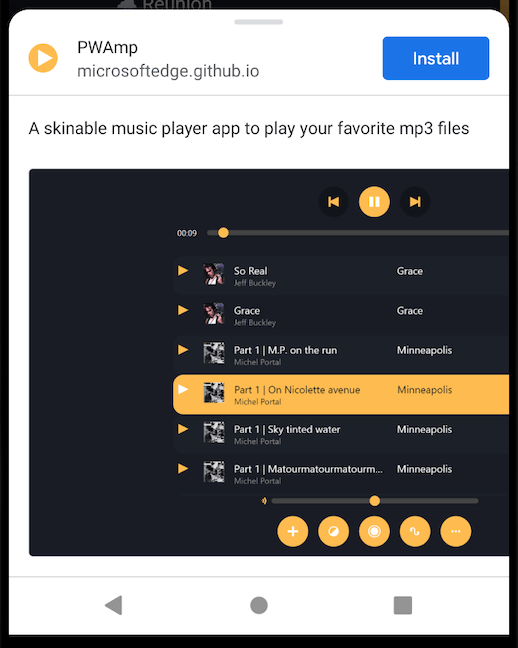 Reunion
PWAmp
microsoftedge.github.io
Install
A skinable music player app to play your favorite mp3 files
00:09
So Real
Jeff Buckley
Grace
Grace
Jeff Buckley
Grace
Part 1 | M.P. on the run
Michel Portal
Minneapolis
Part 1 | On Nicolette avenue
Michel Portal
Minneapolis
Part 1 | Sky tinted water
Michel Portal
Minneapolis
Part 1 | Matourmatourmatourm...
Michel Portal
Minneapolis